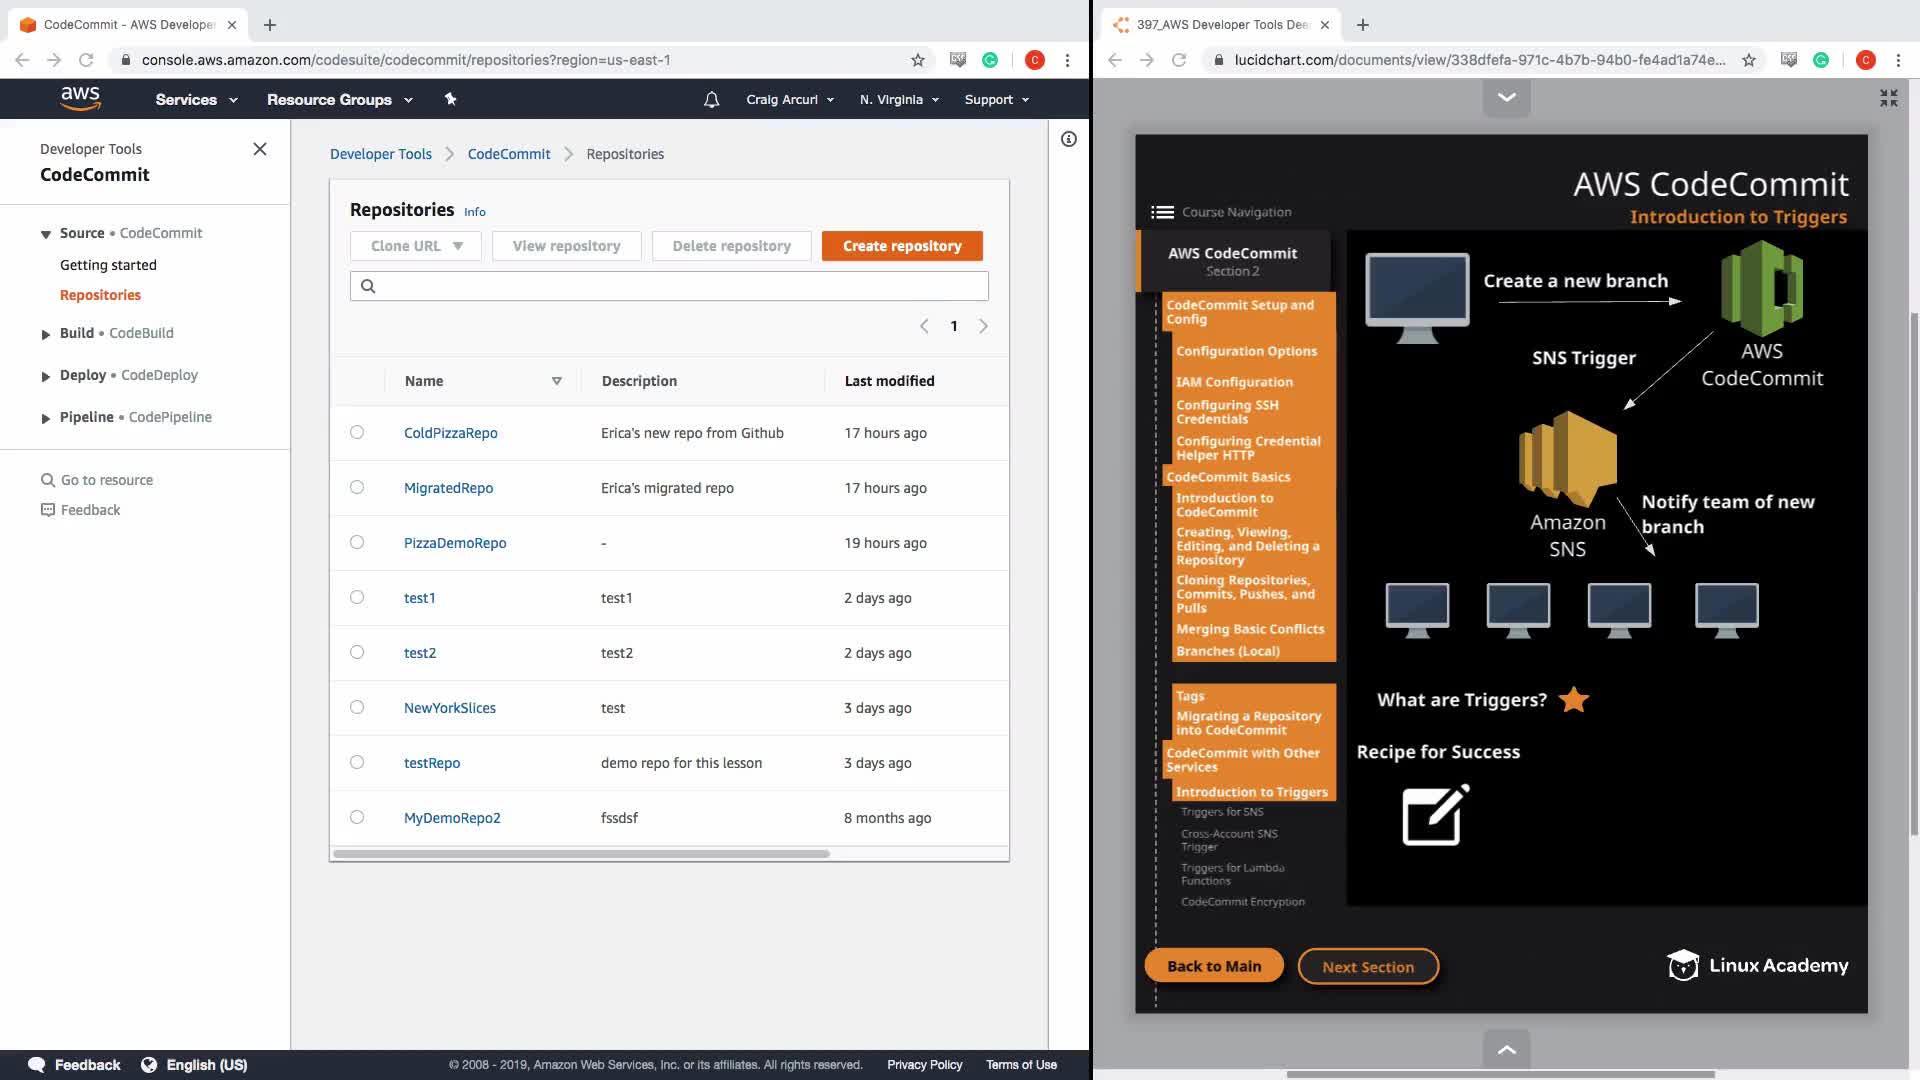 CodeCommit - AWS Developer
console.aws.amazon.com/codesuite/codecommit/repositories?region=us-east-1
C
aws
Services
Resource Groups
Craig Arcuri
N. Virginia
Support
Developer Tools
CodeCommit
Source • CodeCommit
Getting started
Repositories
Build • CodeBuild
Deploy • CodeDeploy
Pipeline • CodePipeline
Go to resource
Feedback
Developer Tools
CodeCommit
Repositories
Repositories Info
Clone URL
View repository
Delete repository
Create repository
1
Name Description Last modified
ColdPizzaRepo Erica's new repo from Github 17 hours ago
MigratedRepo Erica's migrated repo 17 hours ago
PizzaDemoRepo - 19 hours ago
test1 test1 2 days ago
test2 test2 2 days ago
NewYorkSlices test 3 days ago
testRepo demo repo for this lesson 3 days ago
MyDemoRepo2 fssdsf 8 months ago
Feedback
English (US)
© 2008 - 2019, Amazon Web Services, Inc. or its affiliates. All rights reserved.
Privacy Policy
Terms of Use
397_AWS Developer Tools Dee
lucidchart.com/documents/view/338dfefa-971c-4b7b-94b0-fe4ad1a74e...
C
AWS CodeCommit
Introduction to Triggers
Course Navigation
AWS CodeCommit
Section 2
CodeCommit Setup and
Config
Configuration Options
IAM Configuration
Configuring SSH
Credentials
Configuring Credential
Helper HTTP
CodeCommit Basics
Introduction to
CodeCommit
Creating, Viewing,
Editing, and Deleting a
Repository
Cloning Repositories,
Commits, Pushes, and
Pulls
Merging Basic Conflicts
Branches (Local)
Tags
Migrating a Repository
into CodeCommit
CodeCommit with Other
Services
Introduction to Triggers
Triggers for SNS
Cross-Account SNS
Trigger
Triggers for Lambda
Functions
CodeCommit Encryption
Create a new branch
AWS
CodeCommit
SNS Trigger
Amazon
SNS
Notify team of new
branch
What are Triggers?
Recipe for Success
Back to Main
Next Section
Linux Academy